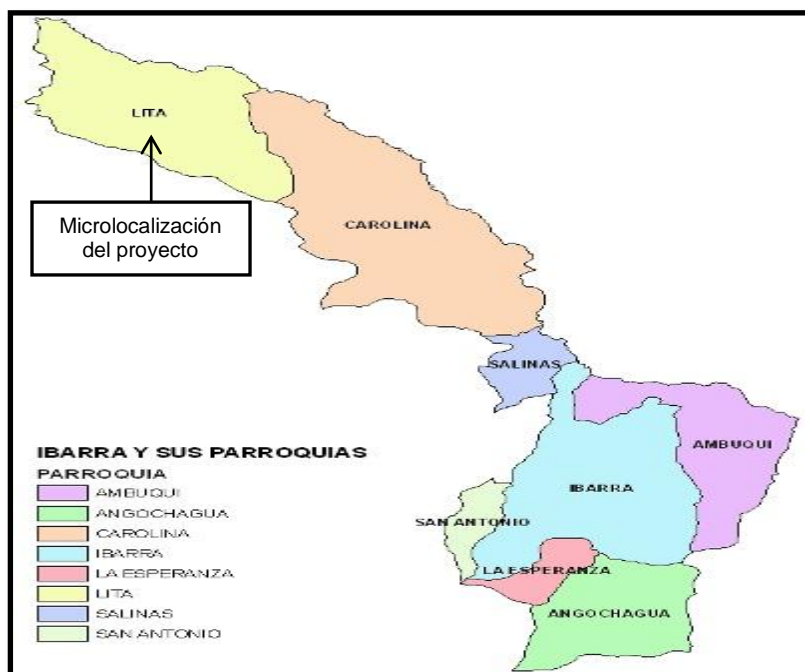 LITA
Microlocalización
del proyecto
CAROLINA
SALINAS
AMBUQUI
IBARRA
SAN ANTONIO
LA ESPERANZA
ANGOCHAGUA
IBARRA Y SUS PARROQUIAS
PARROQUIA
AMBUQUI
ANGOCHAGUA
CAROLINA
IBARRA
LA ESPERANZA
LITA
SALINAS
SAN ANTONIO